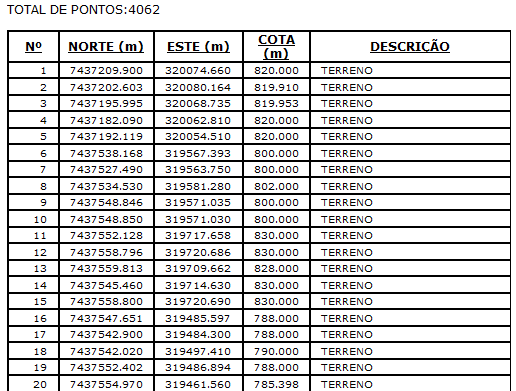 TOTAL DE PONTOS:4062
Nº NORTE (m) ESTE (m) COTA (m) DESCRIÇÃO
1 7437209.900 320074.660 820.000 TERRENO
2 7437202.603 320080.164 819.910 TERRENO
3 7437195.995 320068.735 819.953 TERRENO
4 7437182.090 320062.810 820.000 TERRENO
5 7437192.119 320054.510 820.000 TERRENO
6 7437538.168 319567.393 800.000 TERRENO
7 7437527.490 319563.750 800.000 TERRENO
8 7437534.530 319581.280 802.000 TERRENO
9 7437548.846 319571.035 800.000 TERRENO
10 7437548.850 319571.030 800.000 TERRENO
11 7437552.128 319717.658 830.000 TERRENO
12 7437558.796 319720.686 830.000 TERRENO
13 7437559.813 319709.662 828.000 TERRENO
14 7437545.460 319714.630 830.000 TERRENO
15 7437558.800 319720.690 830.000 TERRENO
16 7437547.651 319485.597 788.000 TERRENO
17 7437542.900 319484.300 788.000 TERRENO
18 7437542.020 319497.410 790.000 TERRENO
19 7437552.402 319486.894 788.000 TERRENO
20 7437554.970 319461.560 785.398 TERRENO